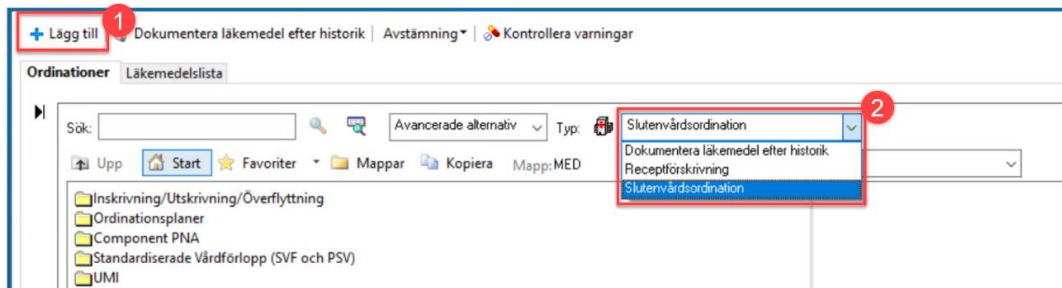 1
Lägg till Dokumentera läkemedel efter historik Avstämning Kontrollera varningar
Ordinationer Läkemedelslista
2
Sök: Avancerade alternativ Typ: Slutenvårdsordination
Dokumentera läkemedel efter historik
Receptförskrivning
Slutenvårdsordination
Upp Start Favoriter Mappar Kopiera Mapp: MED
Inskrivning/Utskrivning/Överflyttning
Ordinationsplaner
Component PNA
Standardiserade Vårdförlopp (SVF och PSV)
UMI